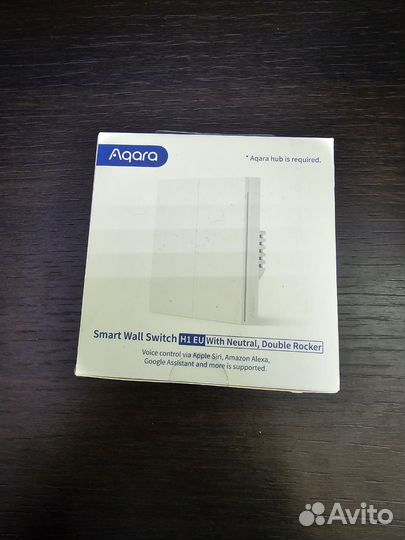 Aqara
* Aqara hub is required.
Smart Wall Switch H1 EU With Neutral, Double Rocker
Voice control via Apple Siri, Amazon Alexa,
Google Assistant and more is supported.
Avito